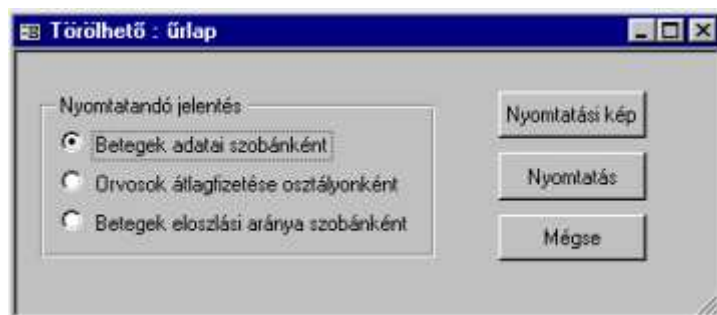 Törölhető : űrlap
Nyomtatandó jelentés
Betegek adatai szobánként
Orvosok átlagfizetése osztályonként
Betegek eloszlási aránya szobánként
Nyomtatási kép
Nyomtatás
Mégse